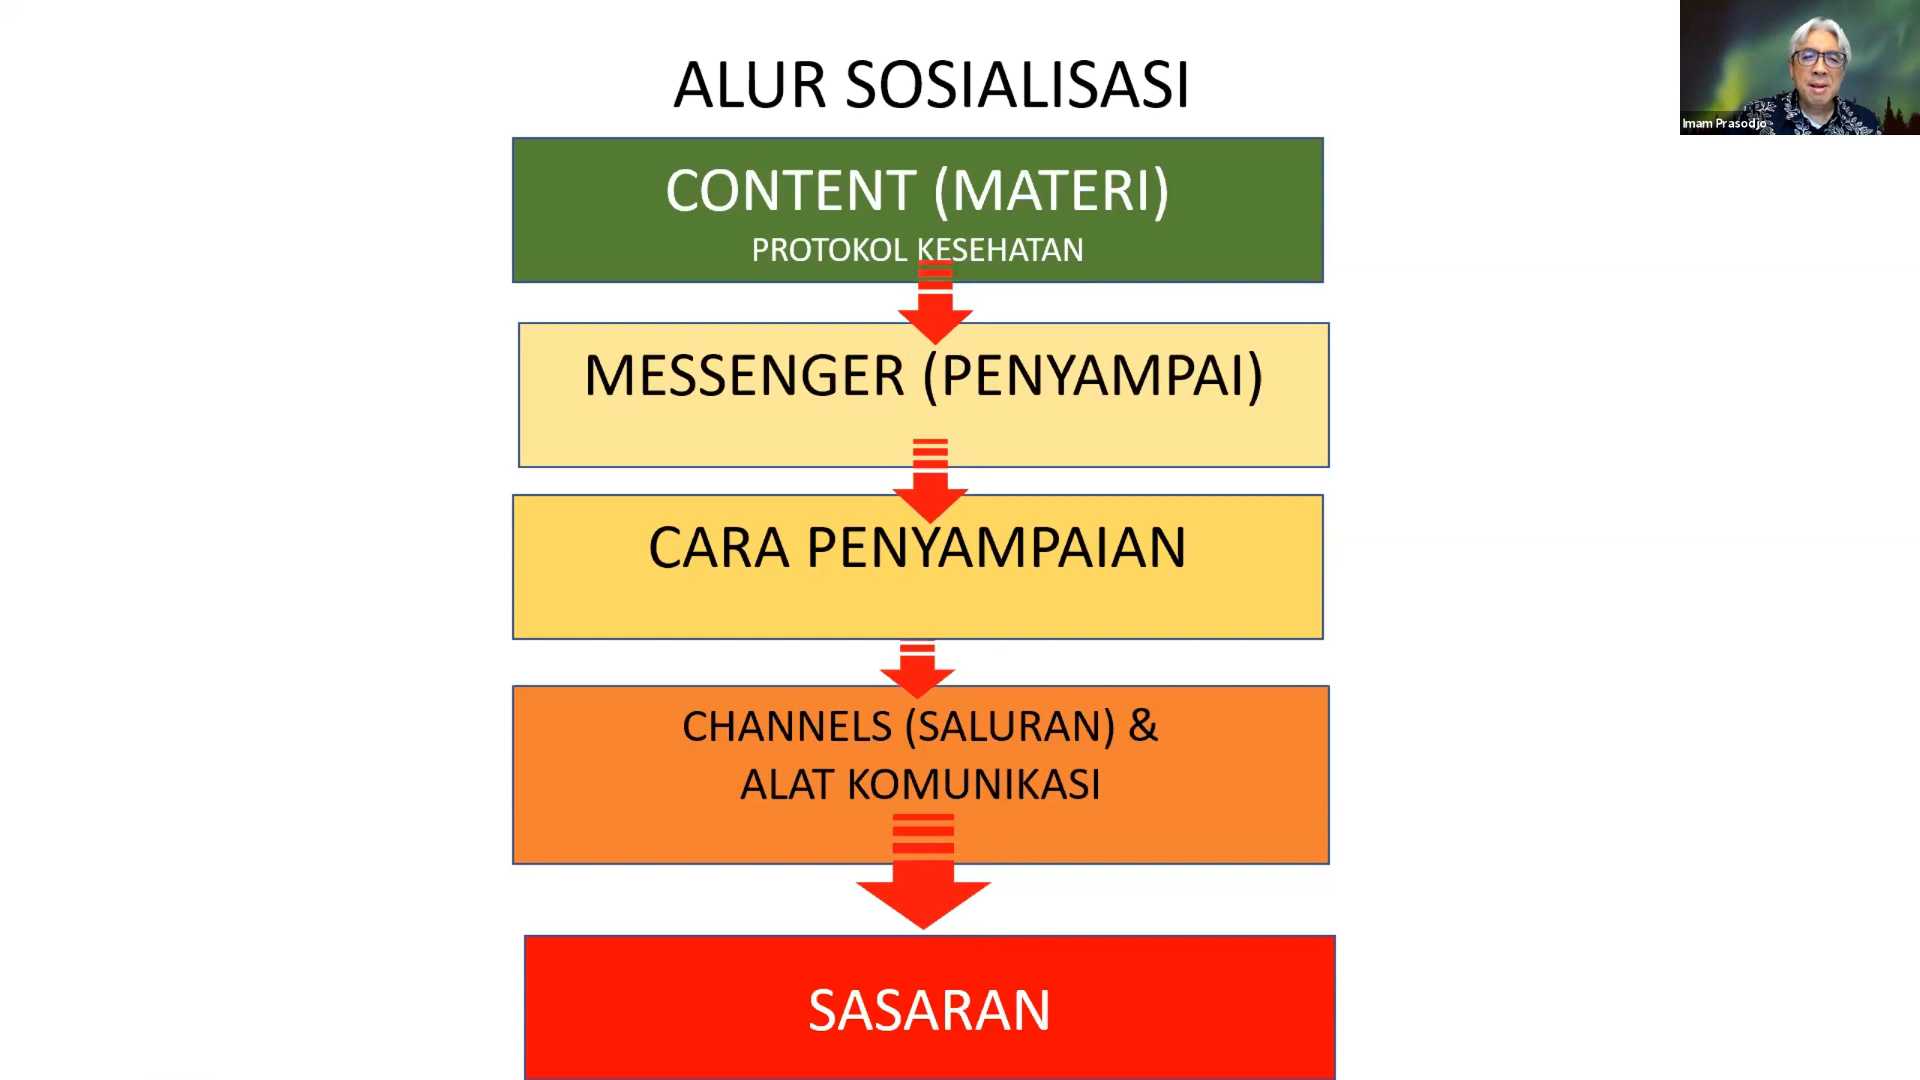 ALUR SOSIALISASI
Imam Prasodjo
CONTENT (MATERI)
PROTOKOL KESEHATAN
MESSENGER (PENYAMPAI)
CARA PENYAMPAIAN
CHANNELS (SALURAN) &
ALAT KOMUNIKASI
SASARAN